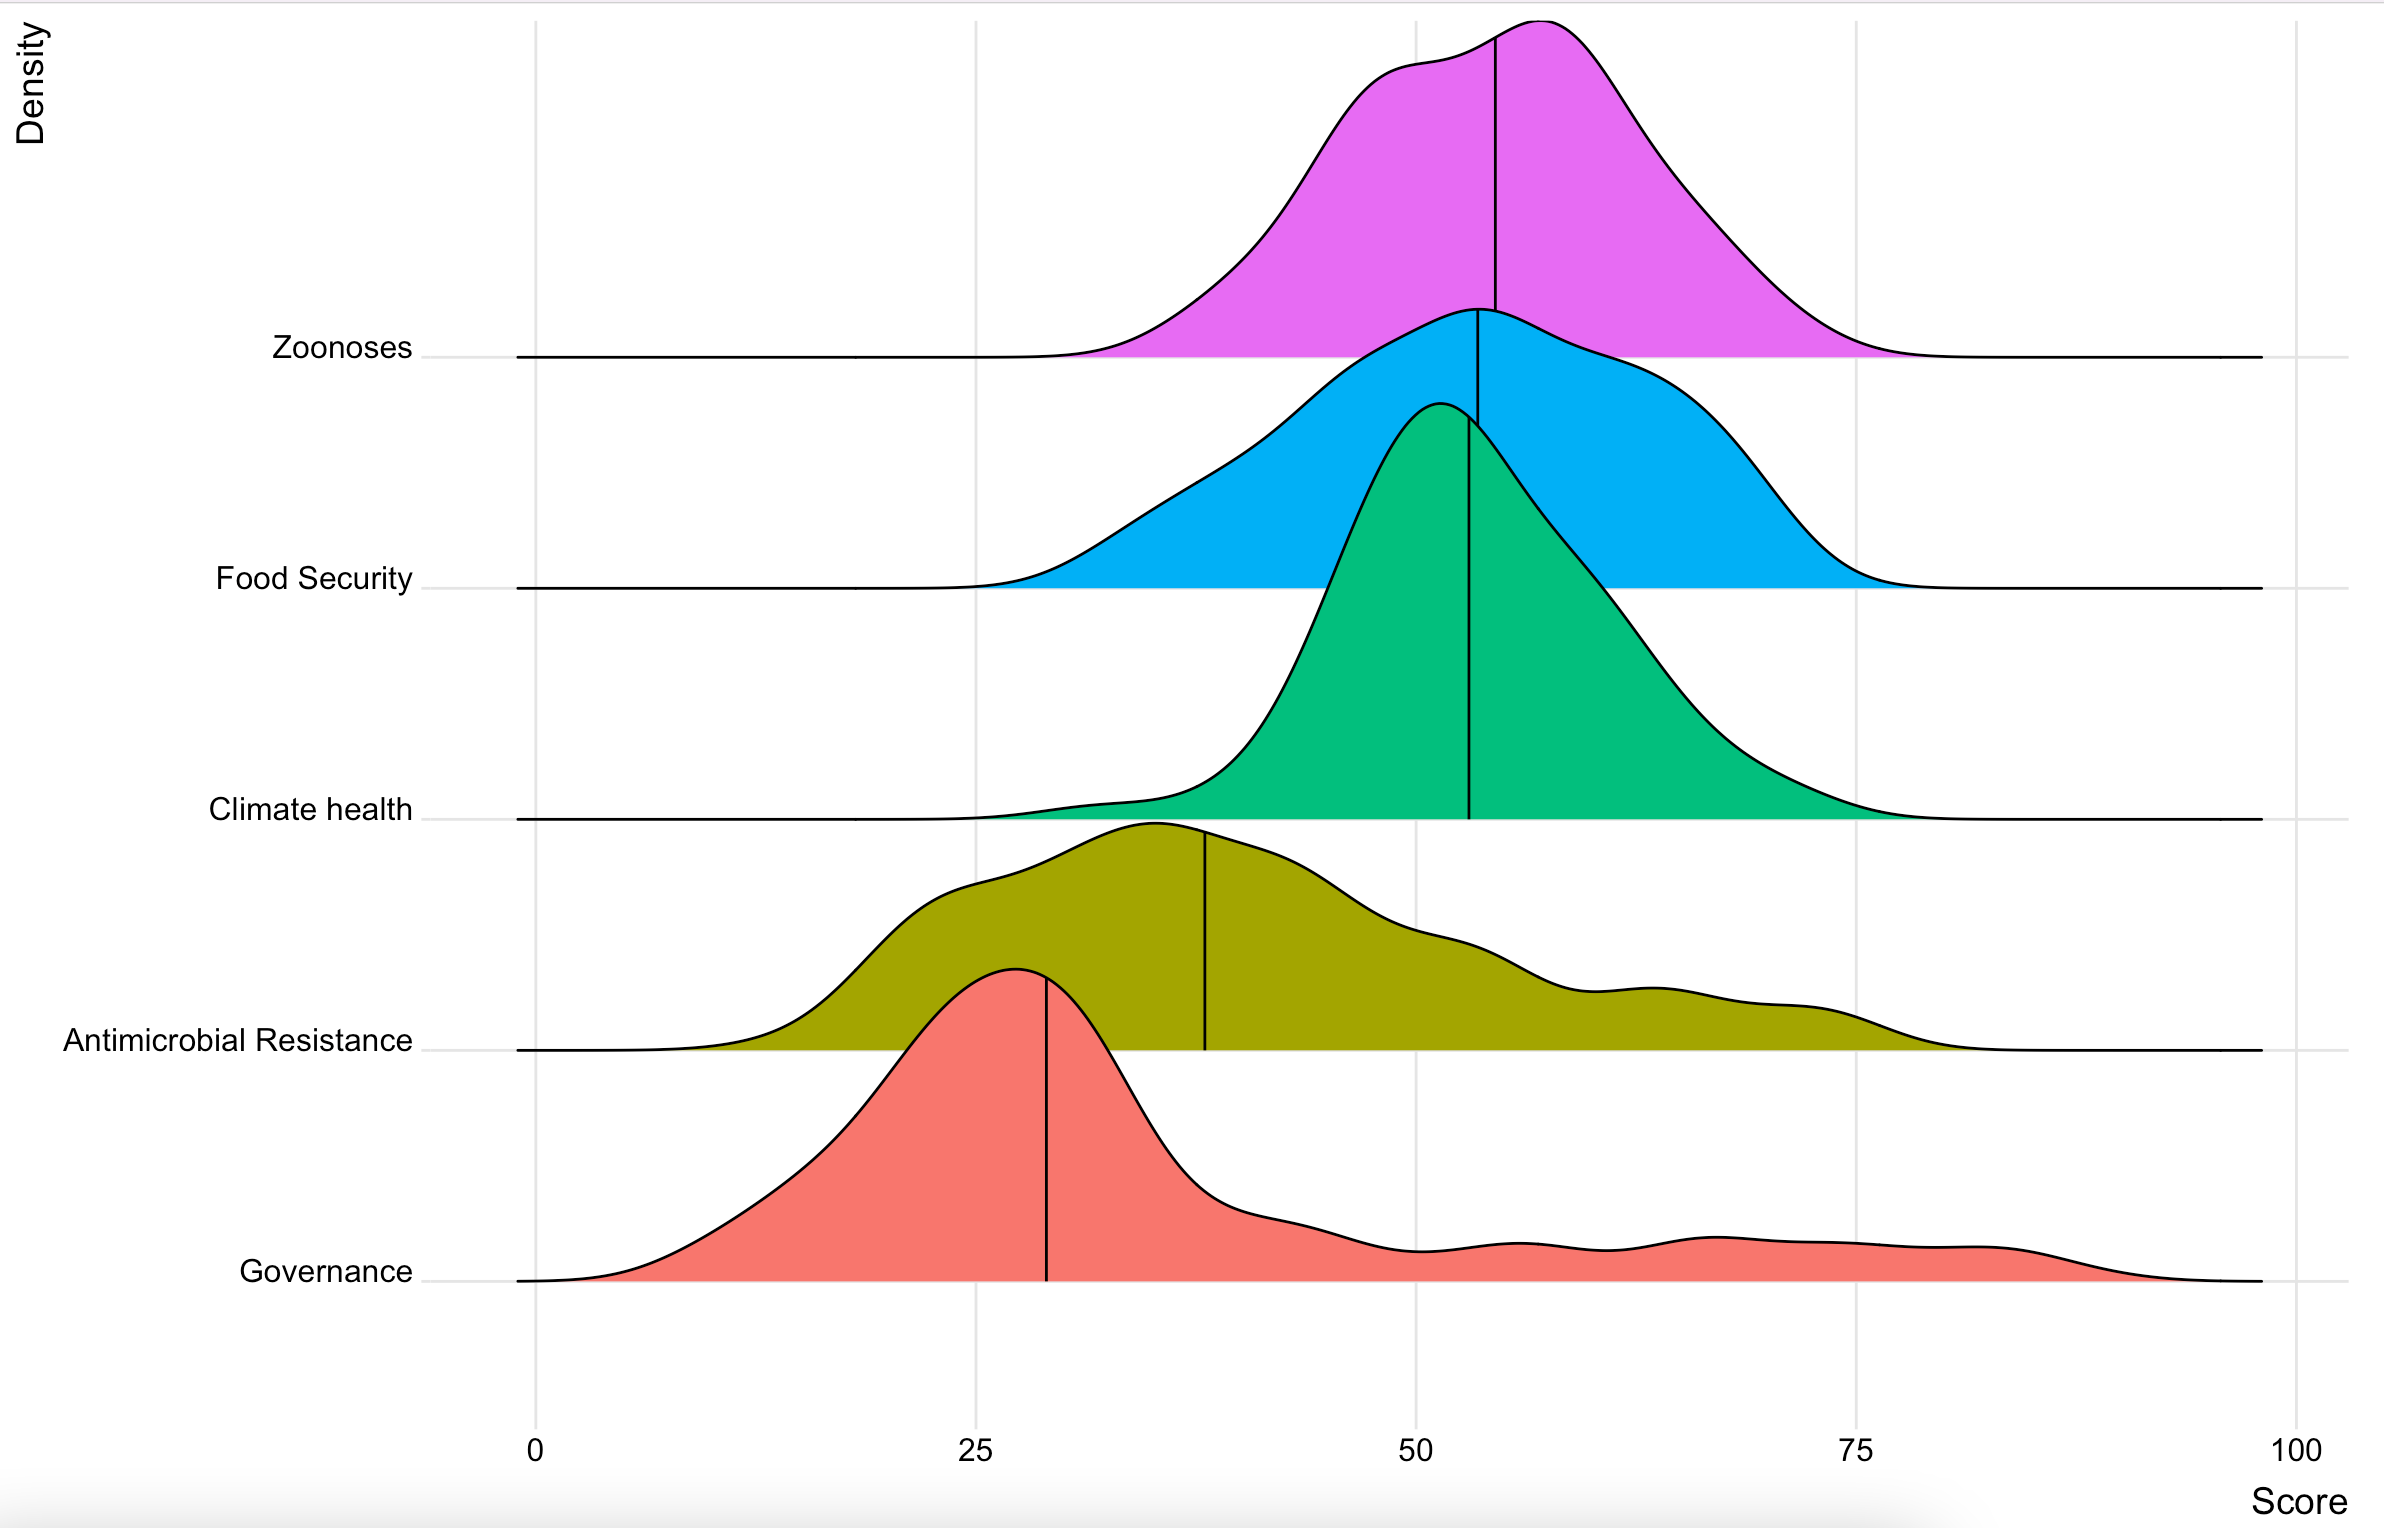 Density
Zoonoses
Food Security
Climate health
Antimicrobial Resistance
Governance
0 25 50 75 100
Score